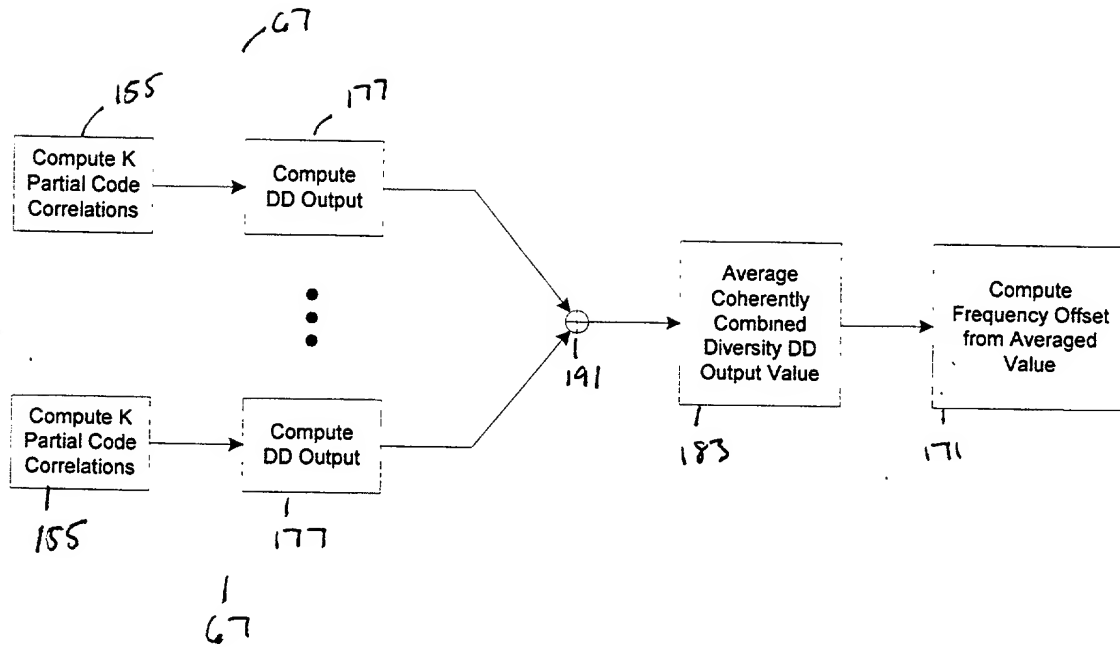 67
155
177
Compute K
Partial Code
Correlations
Compute
DD Output
Average
Coherently
Combined
Diversity DD
Output Value
Compute
Frequency Offset
from Averaged
Value
191
183
171
Compute K
Partial Code
Correlations
Compute
DD Output
155
177
67